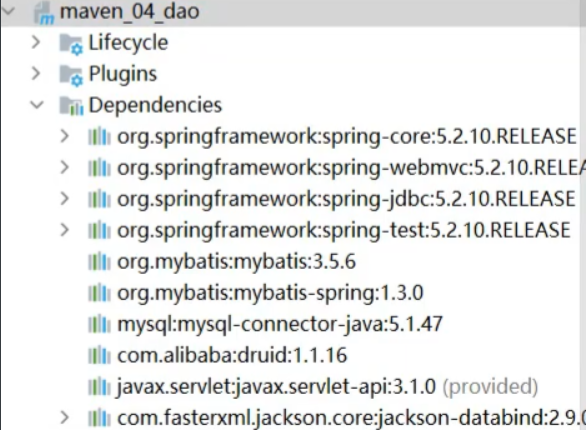 maven_04_dao
Lifecycle
Plugins
Dependencies
org.springframework:spring-core:5.2.10.RELEASE
org.springframework:spring-webmvc:5.2.10.RELEA
org.springframework:spring-jdbc:5.2.10.RELEASE
org.springframework:spring-test:5.2.10.RELEASE
org.mybatis:mybatis:3.5.6
org.mybatis:mybatis-spring:1.3.0
mysql:mysql-connector-java:5.1.47
com.alibaba:druid:1.1.16
javax.servlet:javax.servlet-api:3.1.0 (provided)
com.fasterxml.jackson.core:jackson-databind:2.9.0